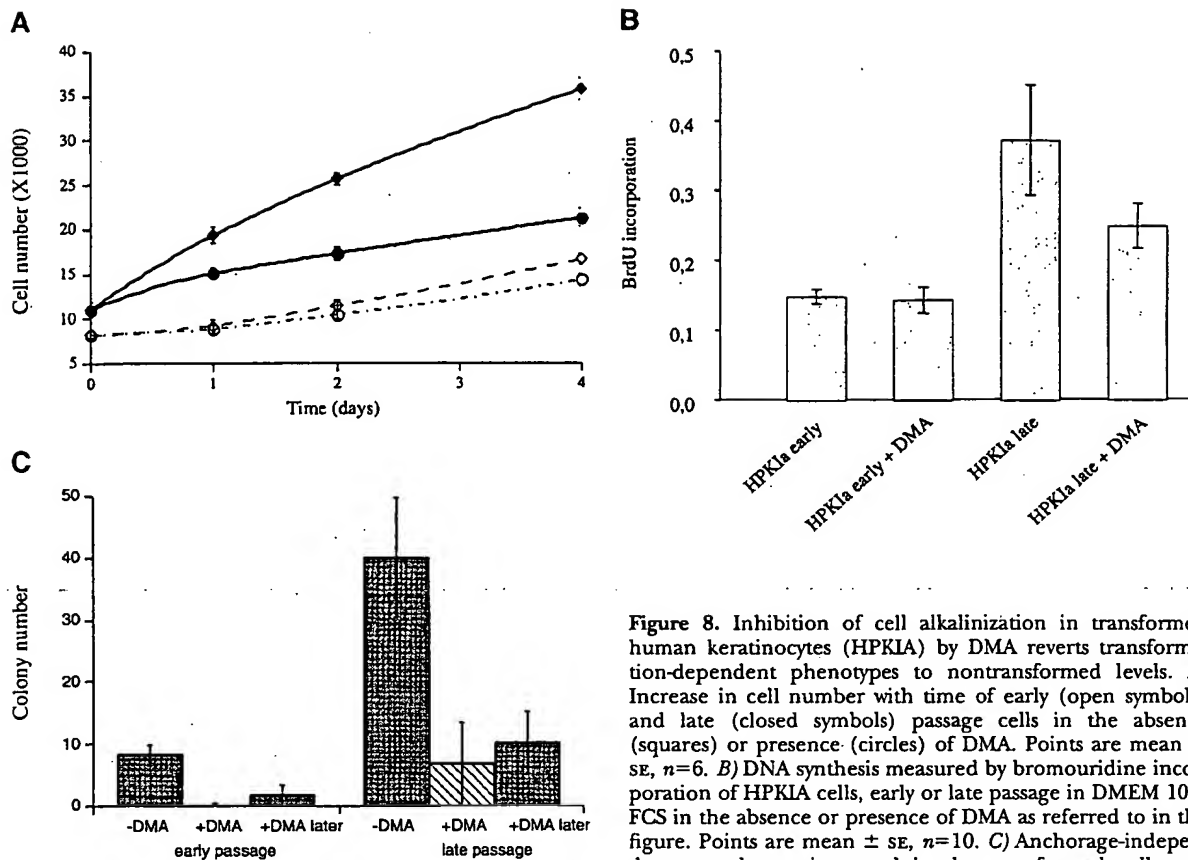 A
40
35
30
25
20
15
10
5
Cell number (X1000)
0 1 2 3 4
Time (days)
B
0,5
0,4
0,3
0,2
0,1
0,0
BrdU incorporation
HPKIa early
HPKIa early + DMA
HPKIa late
HPKIa late + DMA
C
50
40
30
20
10
0
Colony number
-DMA +DMA +DMA later -DMA +DMA +DMA later
early passage late passage
Figure 8. Inhibition of cell alkalinization in transforme
human keratinocytes (HPKIA) by DMA reverts transform
tion-dependent phenotypes to nontransformed levels.
Increase in cell number with time of early (open symbol
and late (closed symbols) passage cells in the absen
(squares) or presence (circles) of DMA. Points are mean
SE, n=6. B) DNA synthesis measured by bromouridine inco
poration of HPKIA cells, early or late passage in DMEM 10
FCS in the absence or presence of DMA as referred to in th
figure. Points are mean ± SE, n=10. C) Anchorage-indepe